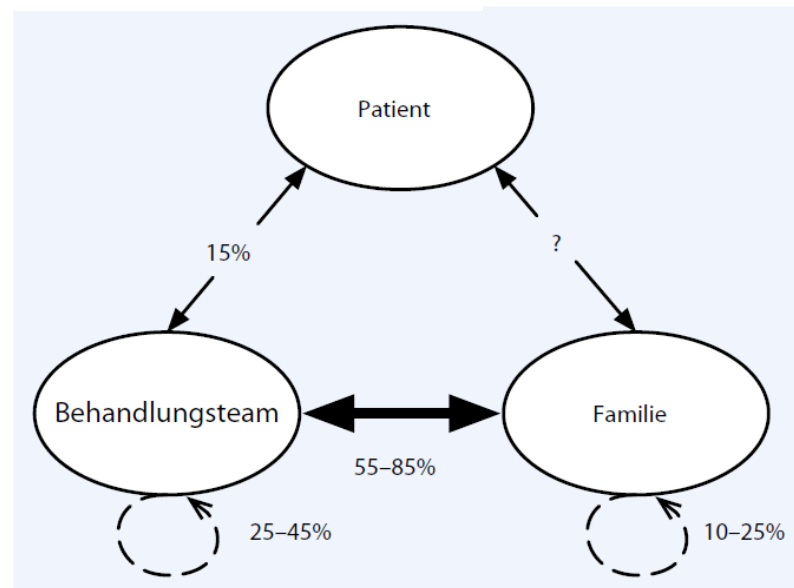 Patient
15%
?
Behandlungsteam
Familie
55–85%
25–45%
10–25%